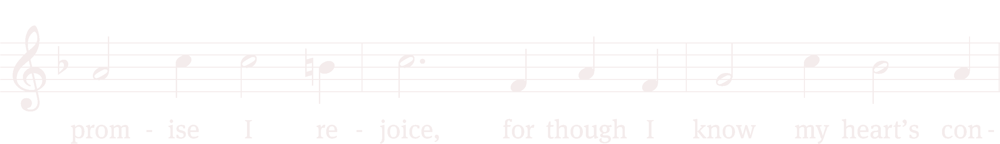 prom - ise I re - joice, for though I know my heart’s con -